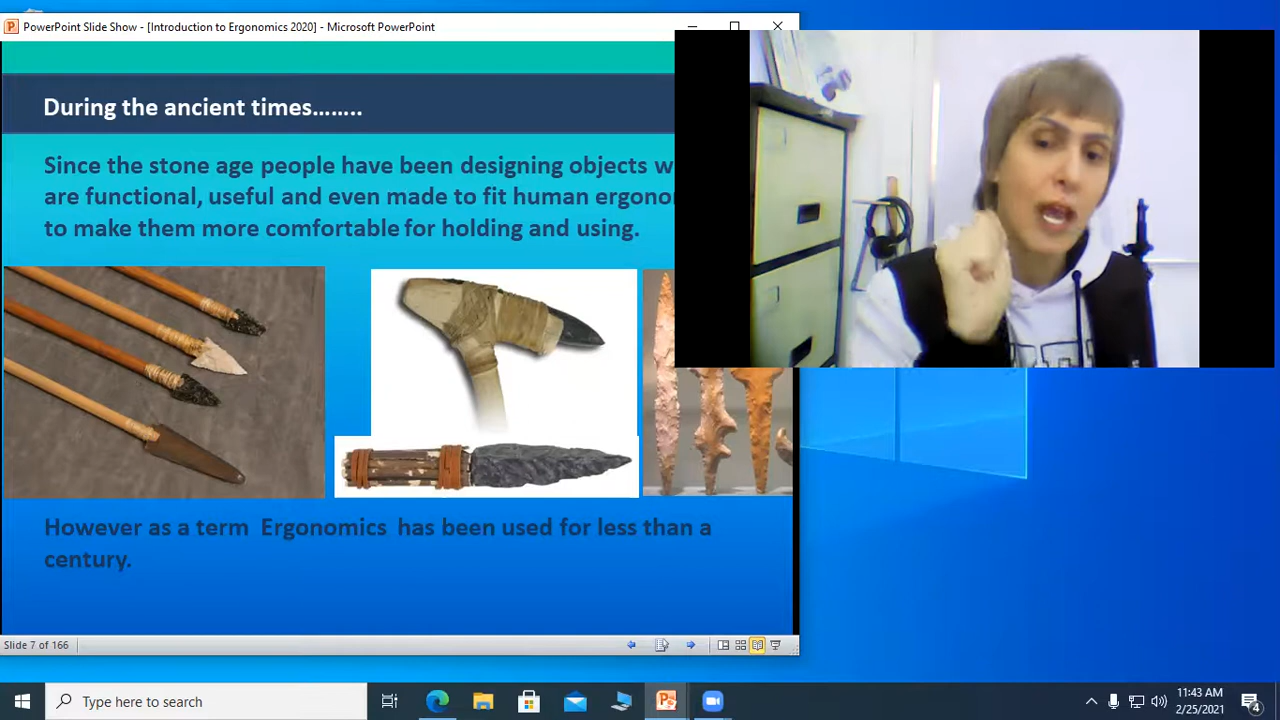 PowerPoint Slide Show - [Introduction to Ergonomics 2020] - Microsoft PowerPoint
During the ancient times........
Since the stone age people have been designing objects w
are functional, useful and even made to fit human ergono
to make them more comfortable for holding and using.
However as a term Ergonomics has been used for less than a
century.
Slide 7 of 166
Type here to search
11:43 AM
2/25/2021
4